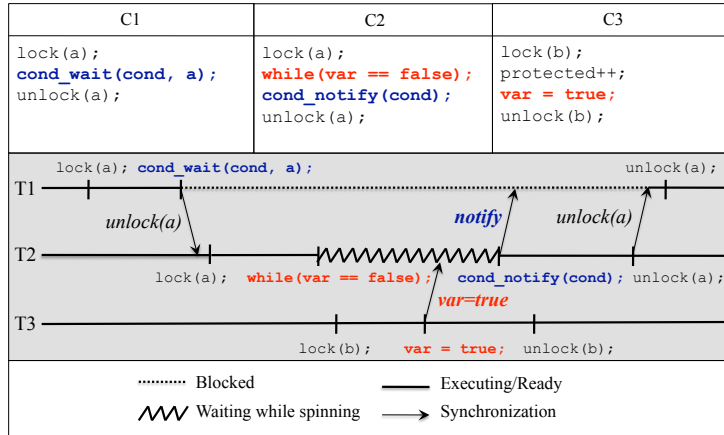 C1 C2 C3
lock(a); lock(a); lock(b);
cond_wait(cond, a); while(var == false); protected++;
unlock(a); cond_notify(cond); var = true;
unlock(a); unlock(b);
lock(a); cond_wait(cond, a); unlock(a);
T1
unlock(a) notify unlock(a)
T2
lock(a); while(var == false); cond_notify(cond); unlock(a);
var=true
T3
lock(b); var = true; unlock(b);
Blocked Executing/Ready
Waiting while spinning Synchronization